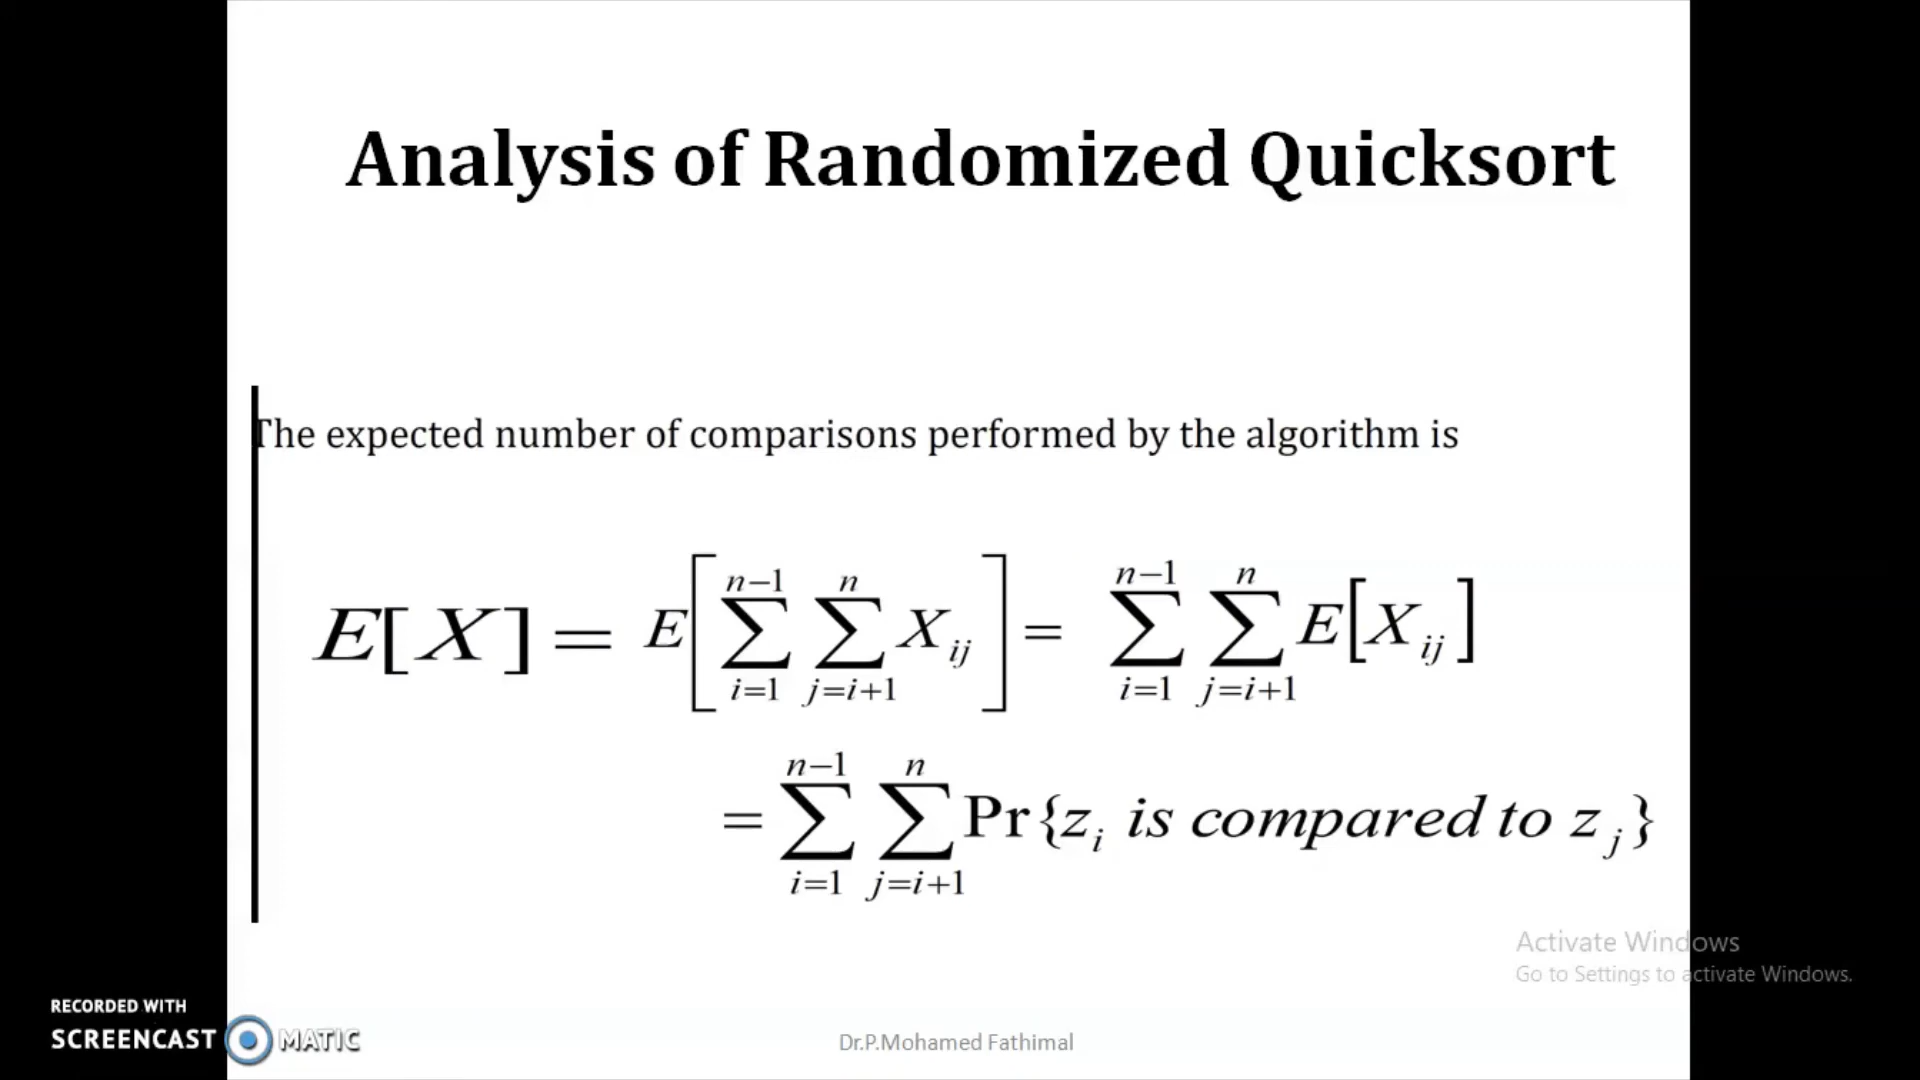 Analysis of Randomized Quicksort
The expected number of comparisons performed by the algorithm is
E[X] = E[∑_{i=1}^{n−1} ∑_{j=i+1}^{n} X_{ij}] = ∑_{i=1}^{n−1} ∑_{j=i+1}^{n} E[X_{ij}]
= ∑_{i=1}^{n−1} ∑_{j=i+1}^{n} Pr{z_i is compared to z_j}
Activate Windows
Go to Settings to activate Windows.
RECORDED WITH
SCREENCAST MATIC
Dr.P.Mohamed Fathimal